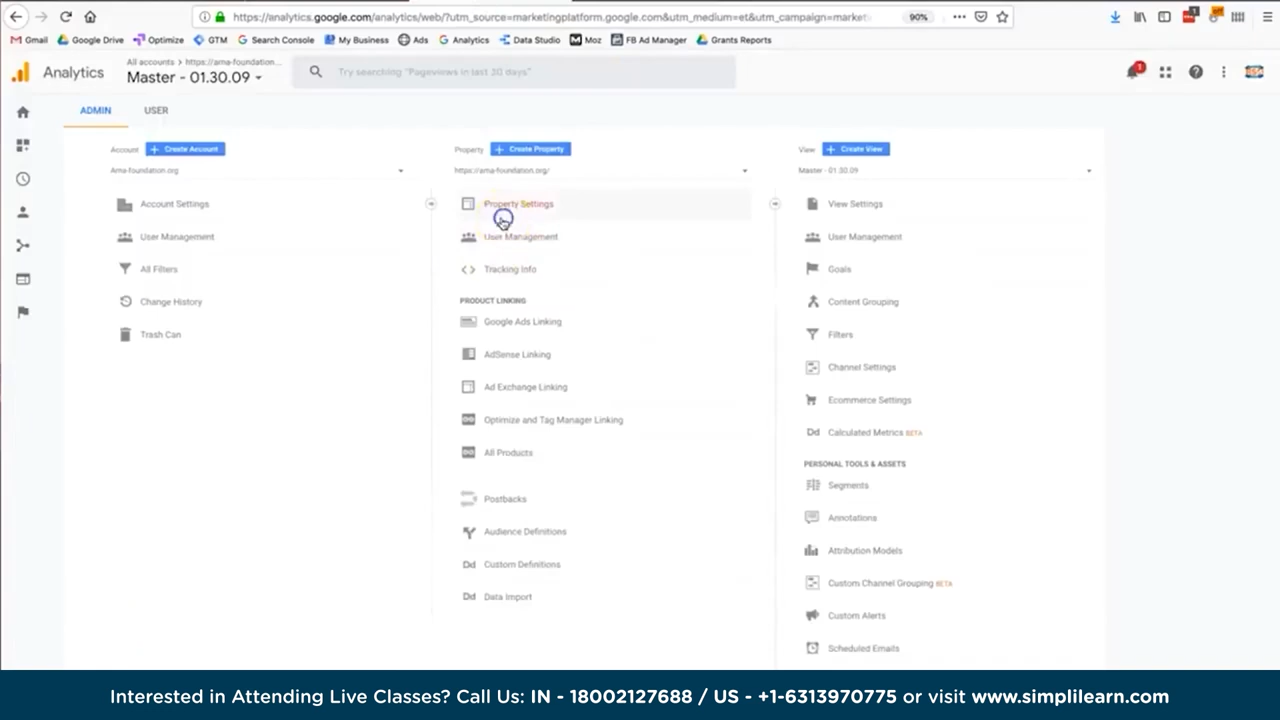 https://analytics.google.com/analytics/web/?utm_source=marketingplatform.google.com&utm_medium=et&utm_campaign=market
90%
Gmail
Google Drive
Optimize
GTM
Search Console
My Business
Ads
Analytics
Data Studio
Moz
FB Ad Manager
Grants Reports
Analytics
All accounts > https://ama-foundation...
Master - 01.30.09
Try searching "Pageviews in last 30 days"
1
ADMIN
USER
Account
+ Create Account
Ama-foundation.org
Account Settings
User Management
All Filters
Change History
Trash Can
Property
+ Create Property
https://ama-foundation.org/
Property Settings
User Management
Tracking Info
PRODUCT LINKING
Google Ads Linking
AdSense Linking
Ad Exchange Linking
Optimize and Tag Manager Linking
All Products
Postbacks
Audience Definitions
Dd Custom Definitions
Dd Data Import
View
+ Create View
Master - 01.30.09
View Settings
User Management
Goals
Content Grouping
Filters
Channel Settings
Ecommerce Settings
Dd Calculated Metrics BETA
PERSONAL TOOLS & ASSETS
Segments
Annotations
Attribution Models
Custom Channel Grouping BETA
Custom Alerts
Scheduled Emails
Interested in Attending Live Classes? Call Us: IN - 18002127688 / US - +1-6313970775 or visit www.simplilearn.com